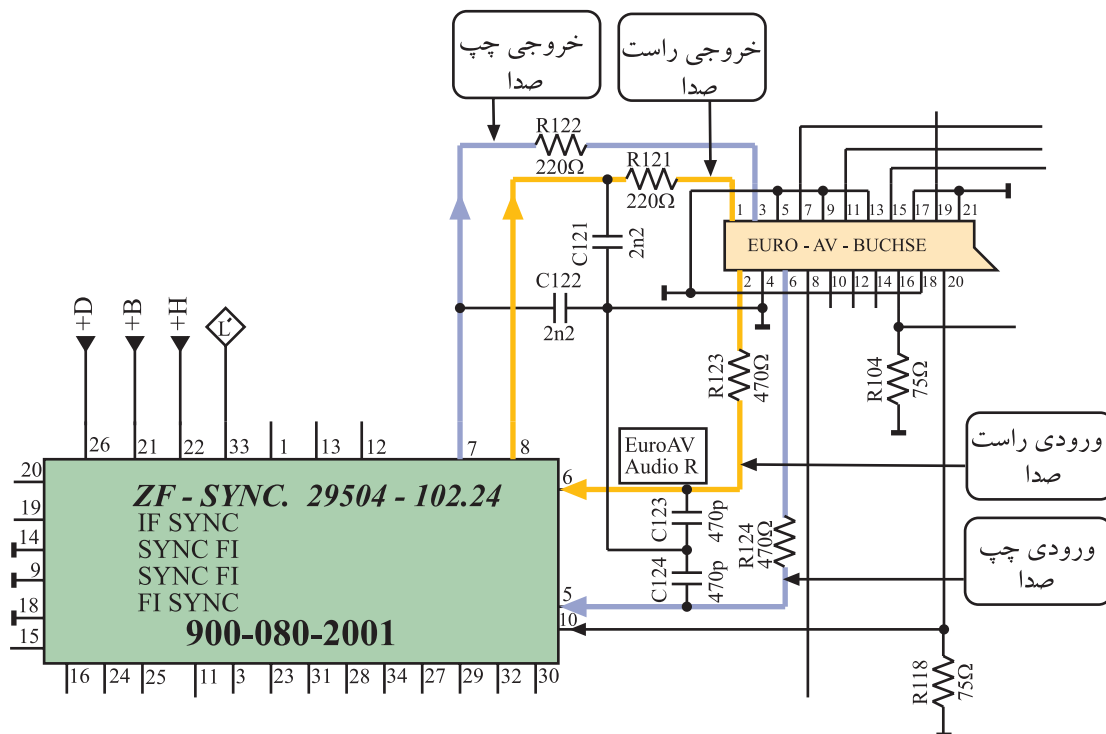 خروجی چپ
صدا
خروجی راست
صدا
R122
220Ω
R121
220Ω
C121
2n2
C122
2n2
1 3 5 7 9 11 13 15 17 19 21
EURO - AV - BUCHSE
2 4 6 8 10 12 14 16 18 20
+D
+B
+H
L'
R123
470Ω
R104
75Ω
26 21 22 33 1 13 12 7 8
EuroAV
Audio R
ورودی راست
صدا
20
19
14
9
18
15
ZF - SYNC. 29504 - 102.24
IF SYNC
SYNC FI
SYNC FI
FI SYNC
900-080-2001
6
5
10
C123
470p
C124
470p
R124
470Ω
ورودی چپ
صدا
R118
75Ω
16 24 25 11 3 23 31 28 34 27 29 32 30